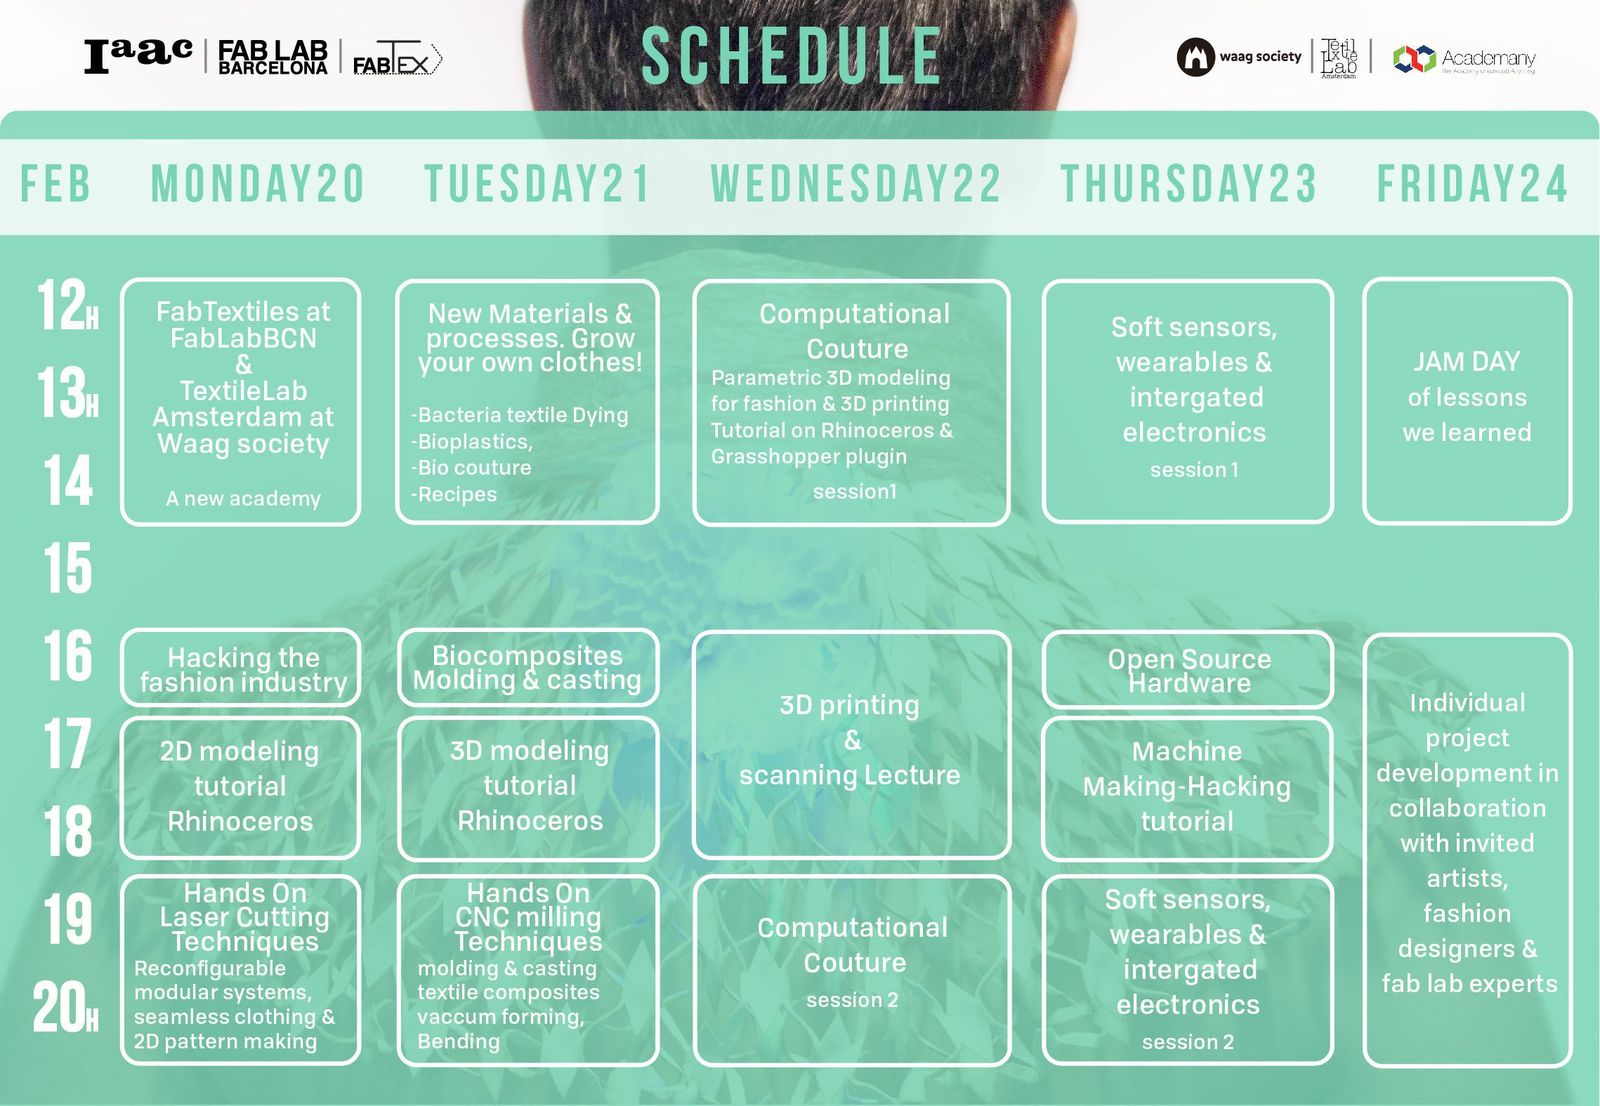 Iaac
FAB LAB
BARCELONA
FABTEX
SCHEDULE
waag society
Textile
Lab
Amsterdam
Academany
FEB MONDAY20 TUESDAY21 WEDNESDAY22 THURSDAY23 FRIDAY24
12H
13H
14
15
16
17
18
19
20H
FabTextiles at
FabLabBCN
&
TextileLab
Amsterdam at
Waag society
A new academy
Hacking the
fashion industry
2D modeling
tutorial
Rhinoceros
Hands On
Laser Cutting
Techniques
Reconfigurable
modular systems,
seamless clothing &
2D pattern making
New Materials &
processes. Grow
your own clothes!
-Bacteria textile Dying
-Bioplastics,
-Bio couture
-Recipes
Biocomposites
Molding & casting
3D modeling
tutorial
Rhinoceros
Hands On
CNC milling
Techniques
molding & casting
textile composites
vaccum forming,
Bending
Computational
Couture
Parametric 3D modeling
for fashion & 3D printing
Tutorial on Rhinoceros &
Grasshopper plugin
session1
3D printing
&
scanning Lecture
Computational
Couture
session 2
Soft sensors,
wearables &
intergated
electronics
session 1
Open Source
Hardware
Machine
Making-Hacking
tutorial
Soft sensors,
wearables &
intergated
electronics
session 2
JAM DAY
of lessons
we learned
Individual
project
development in
collaboration
with invited
artists,
fashion
designers &
fab lab experts